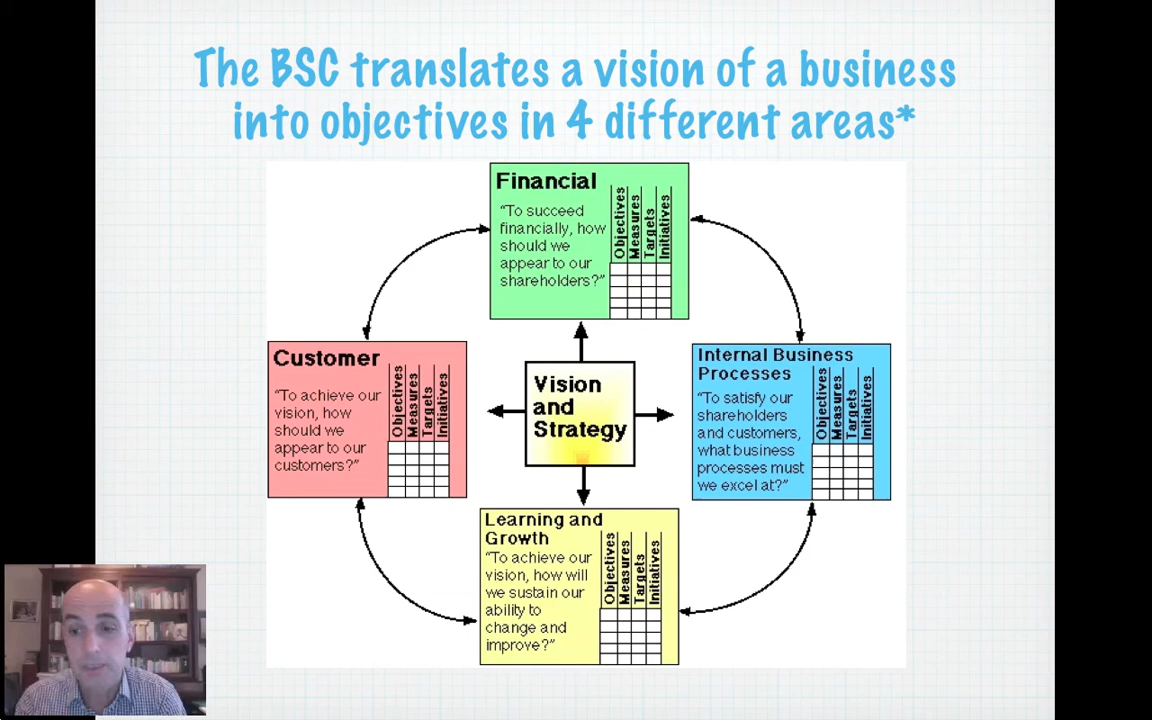 The BSC translates a vision of a business
into objectives in 4 different areas*
Financial
“To succeed
financially, how
should we
appear to our
shareholders?”
Objectives
Measures
Targets
Initiatives
Customer
“To achieve our
vision, how
should we
appear to our
customers?”
Objectives
Measures
Targets
Initiatives
Vision
and
Strategy
Internal Business
Processes
“To satisfy our
shareholders
and customers,
what business
processes must
we excel at?”
Objectives
Measures
Targets
Initiatives
Learning and
Growth
“To achieve our
vision, how will
we sustain our
ability to
change and
improve?”
Objectives
Measures
Targets
Initiatives